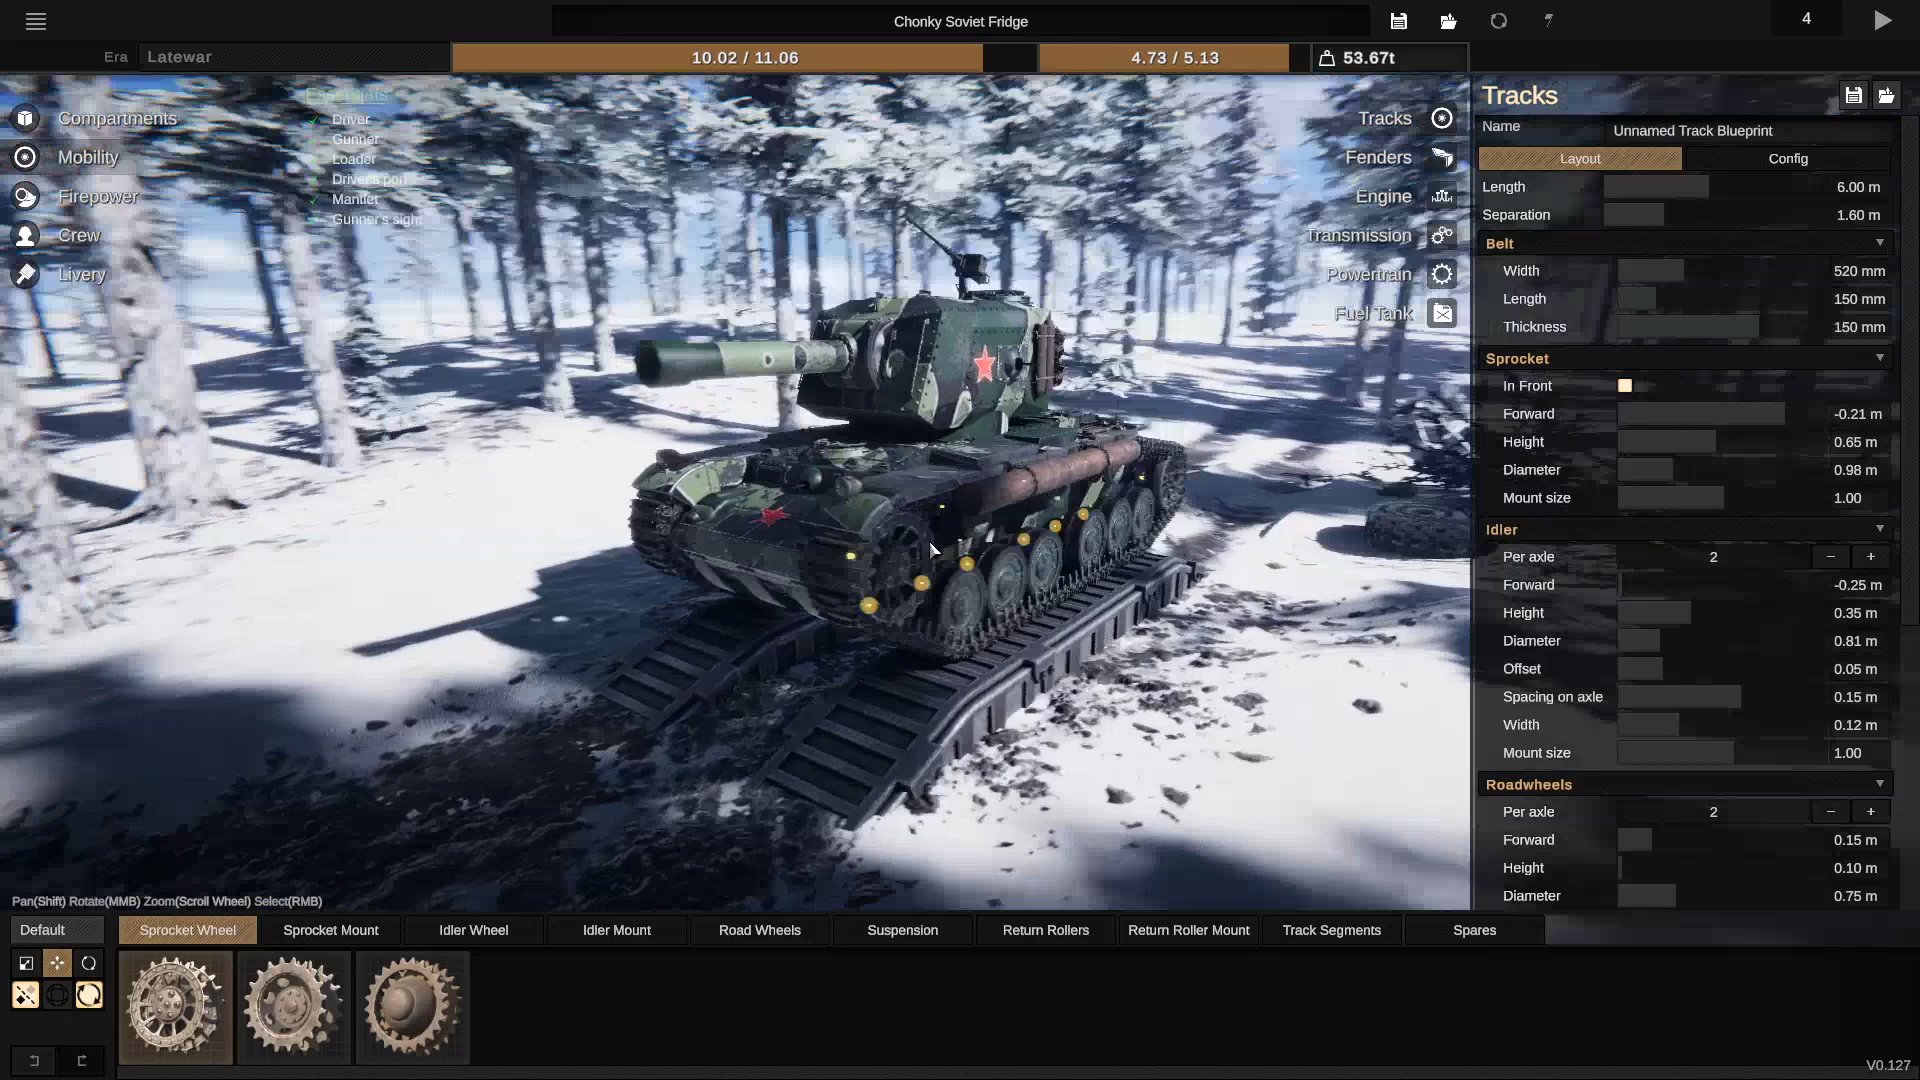 Chonky Soviet Fridge
4
Era Latewar
10.02 / 11.06
4.73 / 5.13
53.67t
Compartments
Mobility
Firepower
Crew
Livery
Essentials
Driver
Gunner
Loader
Driver's port
Mantlet
Gunner's sight
Tracks
Fenders
Engine
Transmission
Powertrain
Fuel Tank
Tracks
Name Unnamed Track Blueprint
Layout Config
Length 6.00 m
Separation 1.60 m
Belt
Width 520 mm
Length 150 mm
Thickness 150 mm
Sprocket
In Front
Forward -0.21 m
Height 0.65 m
Diameter 0.98 m
Mount size 1.00
Idler
Per axle 2 − +
Forward -0.25 m
Height 0.35 m
Diameter 0.81 m
Offset 0.05 m
Spacing on axle 0.15 m
Width 0.12 m
Mount size 1.00
Roadwheels
Per axle 2 − +
Forward 0.15 m
Height 0.10 m
Diameter 0.75 m
Pan(Shift) Rotate(MMB) Zoom(Scroll Wheel) Select(RMB)
Default
Sprocket Wheel
Sprocket Mount
Idler Wheel
Idler Mount
Road Wheels
Suspension
Return Rollers
Return Roller Mount
Track Segments
Spares
V0.127